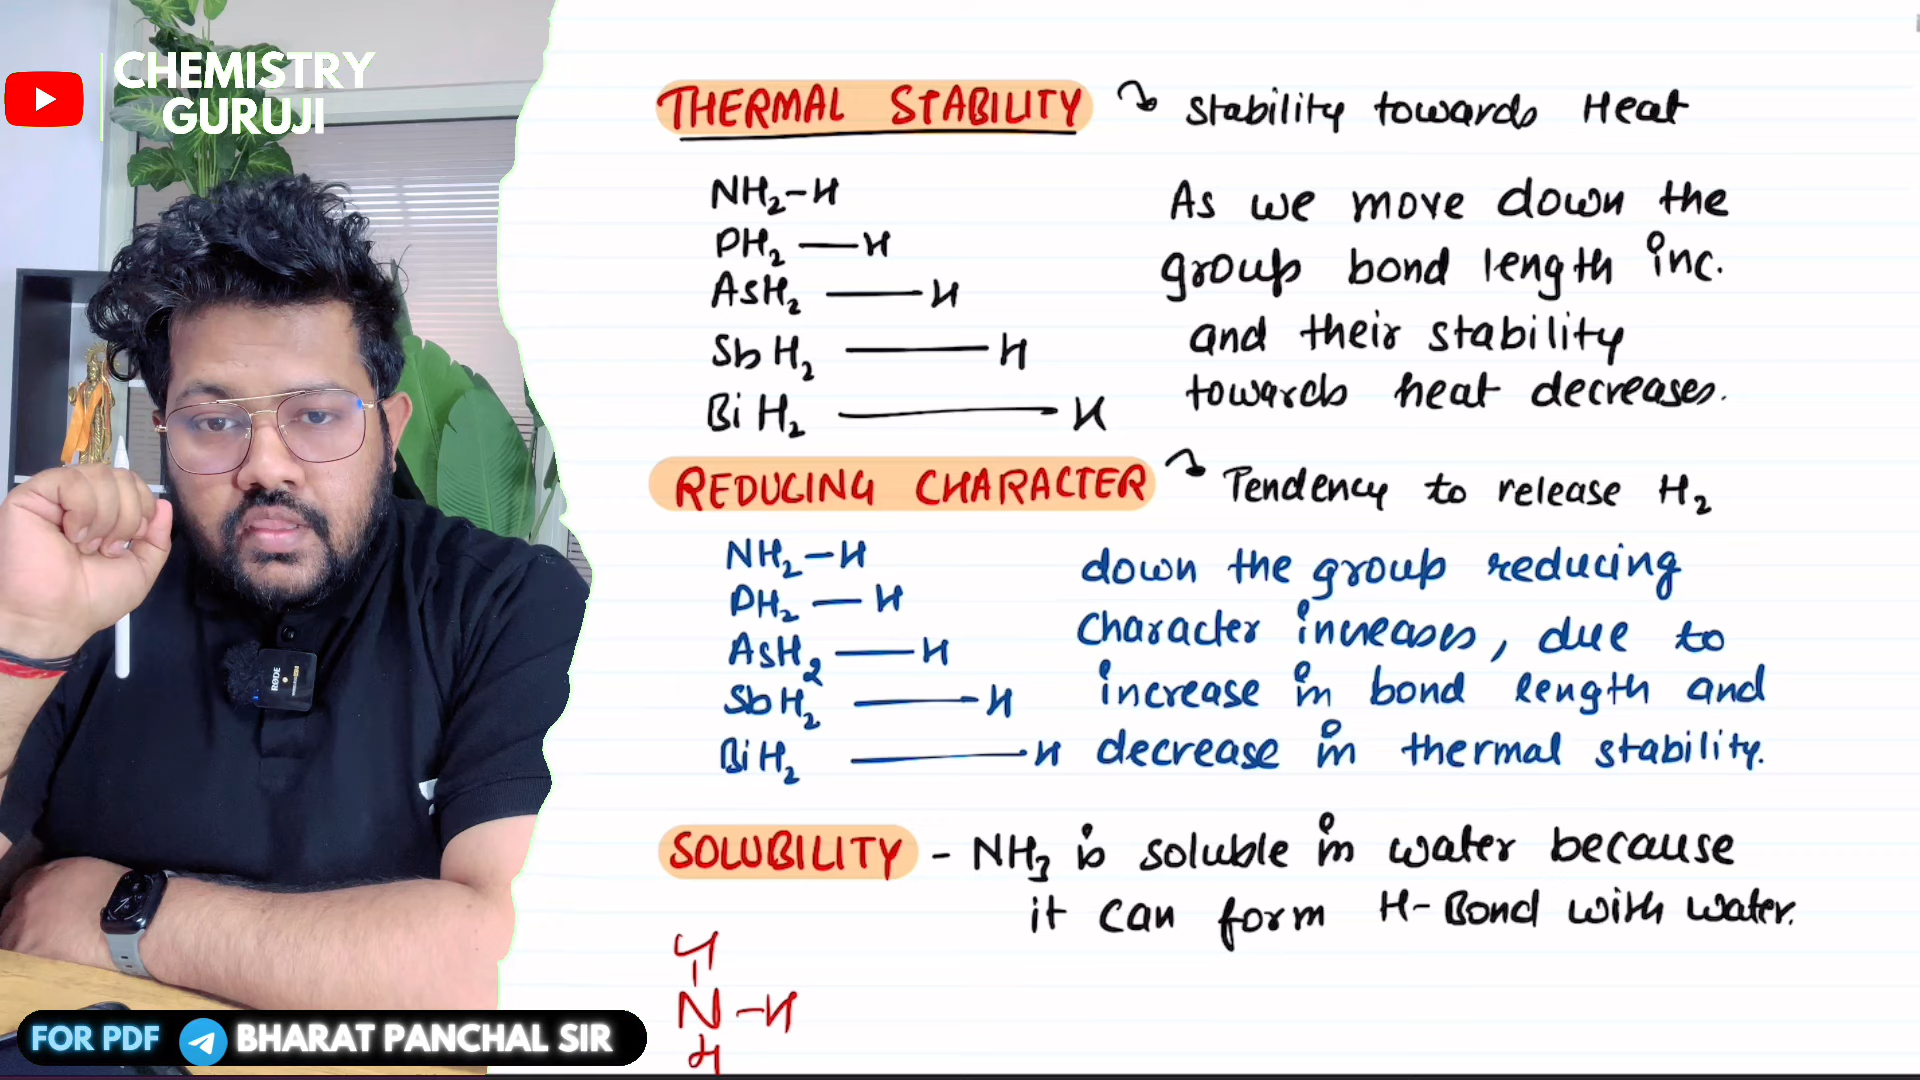 CHEMISTRY
GURUJI
THERMAL STABILITY → stability towards Heat
NH₂–H
PH₂ — H
AsH₂ — H
SbH₂ — H
BiH₂ — H
As we move down the
group bond length inc.
and their stability
towards heat decreases.
REDUCING CHARACTER → Tendency to release H₂
NH₂–H
PH₂ — H
AsH₂ — H
SbH₂ — H
BiH₂ — H
down the group reducing
character increases, due to
increase in bond length and
decrease in thermal stability.
SOLUBILITY - NH₃ is soluble in water because
it can form H-Bond with water.
H
N–H
H
RØDE
FOR PDF BHARAT PANCHAL SIR